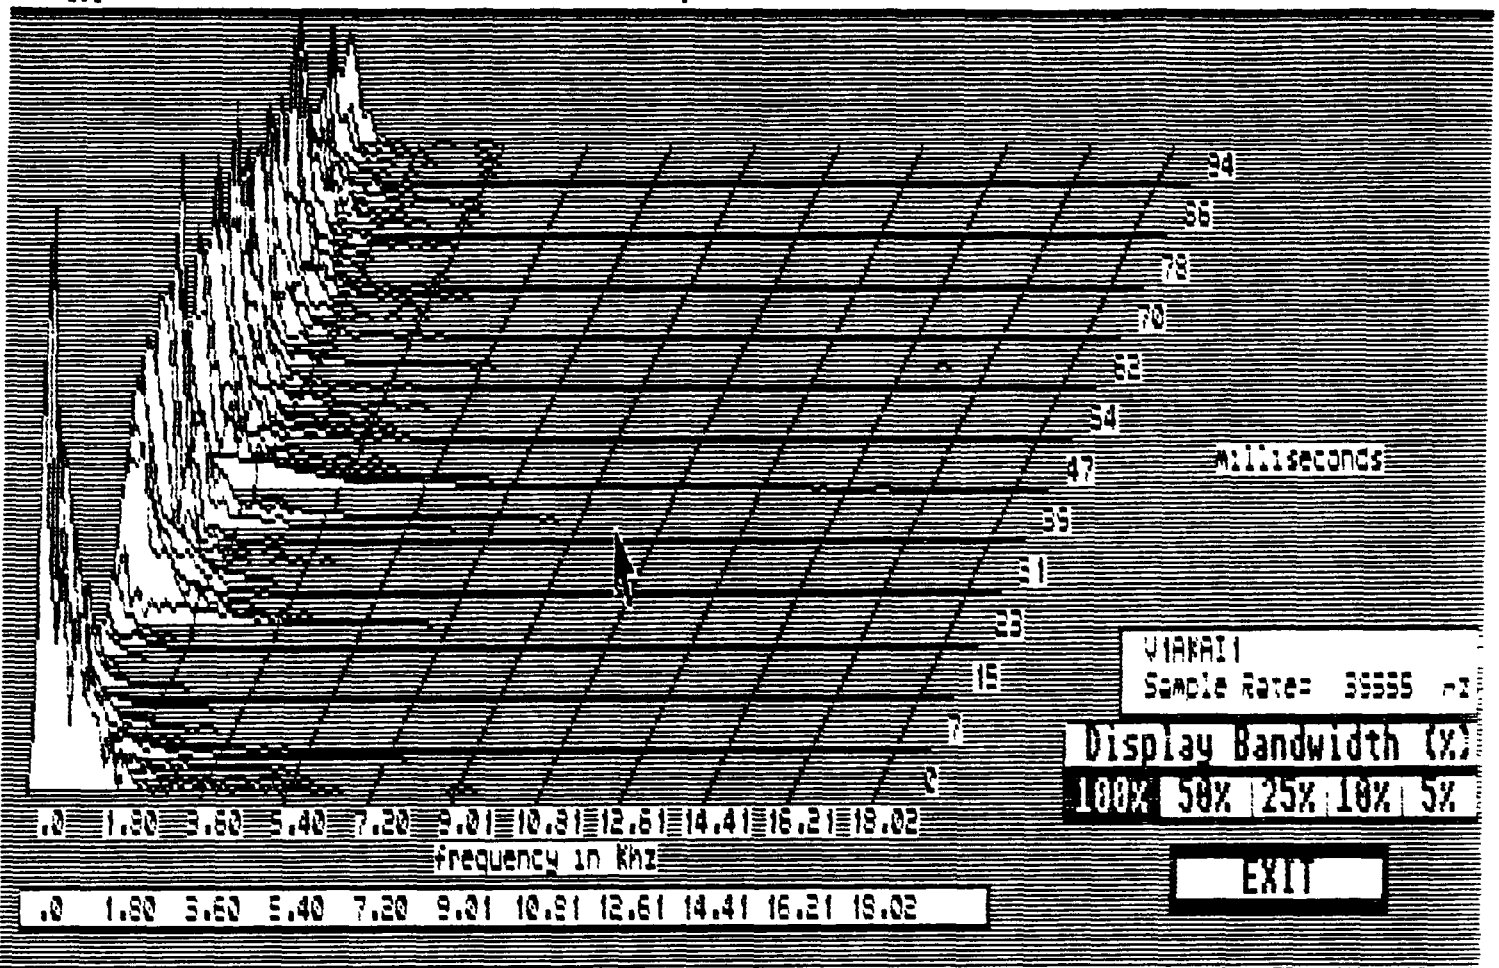 94
86
78
70
62
54
milliseconds
47
39
31
23
15
7
0
V1AKAI1
Sample Rate=
Display Bandwidth (%)
100% 50% 25% 10% 5%
.0 1.80 3.60 5.40 7.20 9.01 10.81 12.61 14.41 16.21 18.02
frequency in Khz
EXIT
.0 1.80 3.60 5.40 7.20 9.01 10.81 12.61 14.41 16.21 18.02